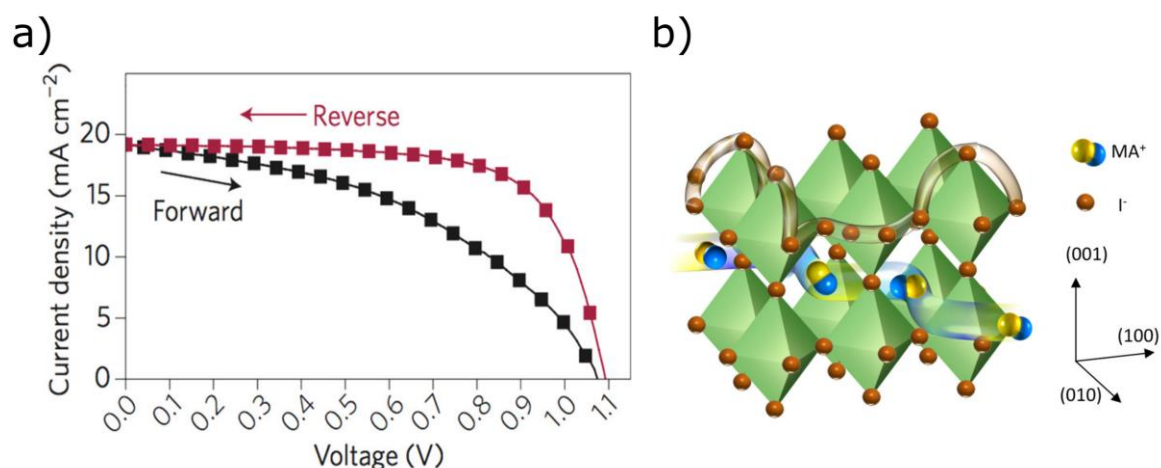 a)
b)
Current density (mA cm⁻²)
20
15
10
5
0
Reverse
Forward
0.0 0.1 0.2 0.3 0.4 0.5 0.6 0.7 0.8 0.9 1.0 1.1
Voltage (V)
MA⁺
I⁻
(001)
(100)
(010)